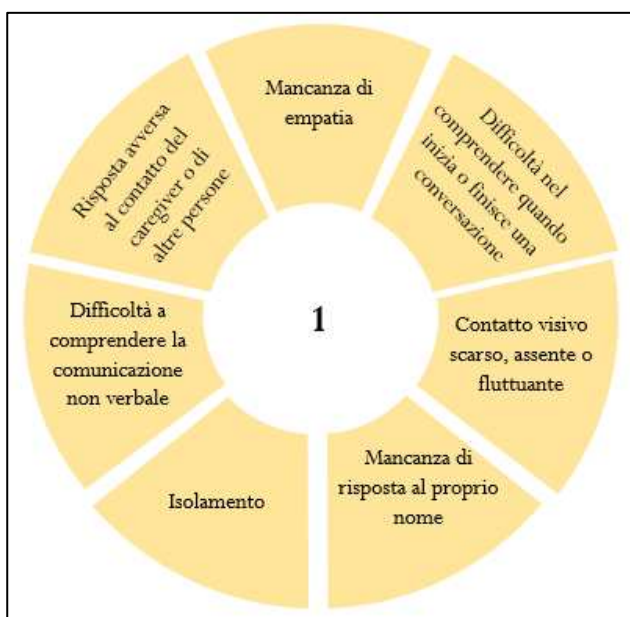 Mancanza di
empatia
Difficoltà nel
comprendere quando
inizia o finisce una
conversazione
Contatto visivo
scarso, assente o
fluttuante
Mancanza di
risposta al proprio
nome
Isolamento
Difficoltà a
comprendere la
comunicazione
non verbale
Risposta avversa
al contatto del
caregiver o di
altre persone
1